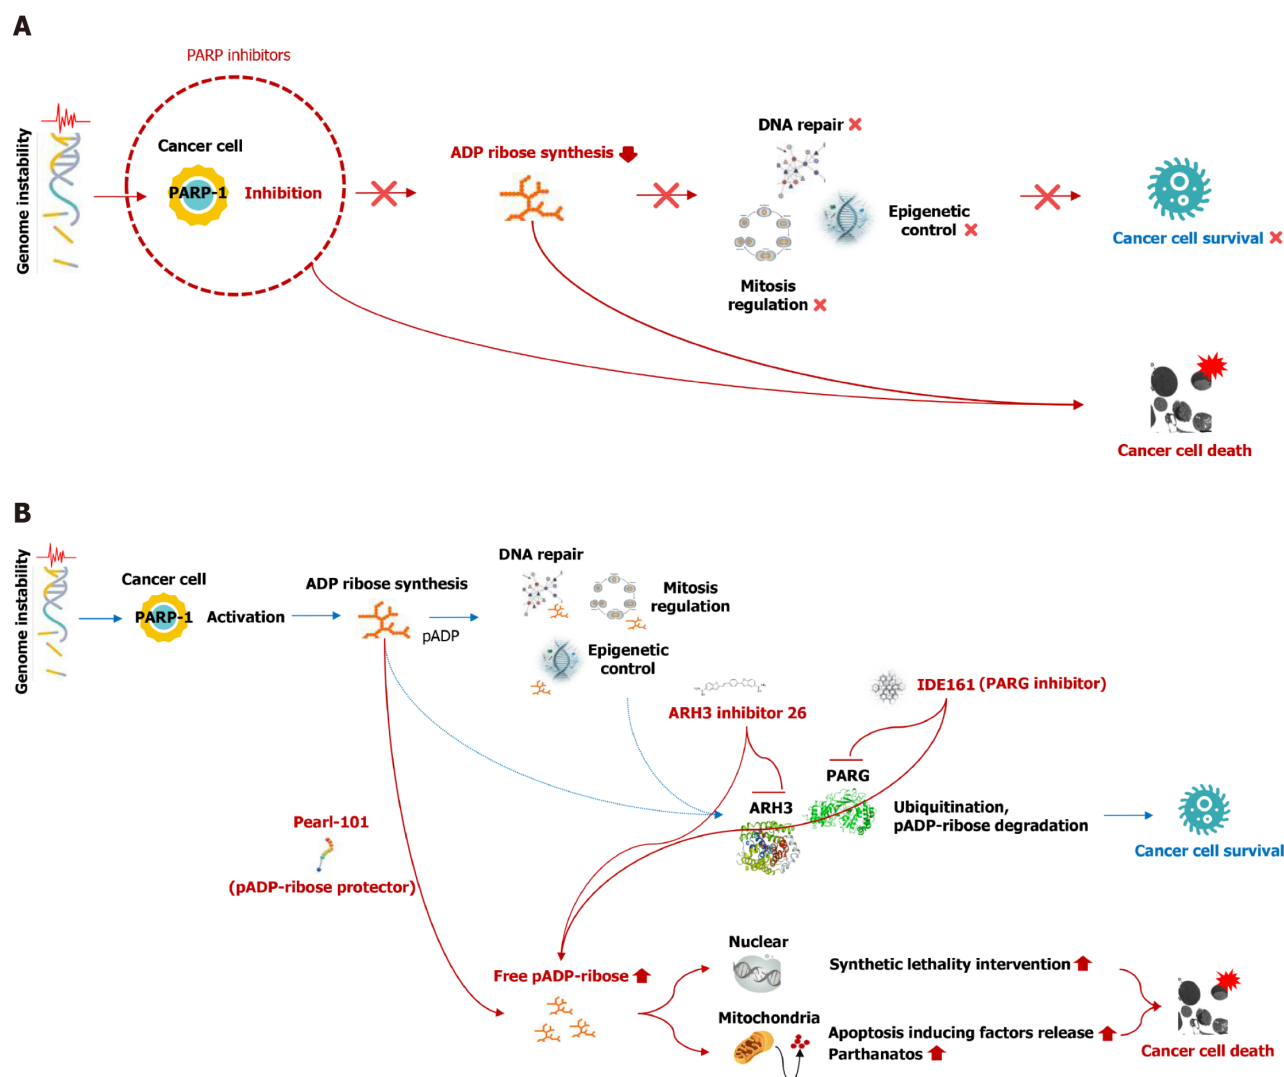 A
PARP inhibitors
Genome instability
Cancer cell
PARP-1
Inhibition
ADP ribose synthesis
DNA repair
Epigenetic
control
Mitosis
regulation
Cancer cell survival
Cancer cell death
B
Genome instability
Cancer cell
PARP-1
Activation
ADP ribose synthesis
pADP
DNA repair
Mitosis
regulation
Epigenetic
control
ARH3 inhibitor 26
IDE161 (PARG inhibitor)
PARG
ARH3
Ubiquitination,
pADP-ribose degradation
Cancer cell survival
Pearl-101
(pADP-ribose protector)
Free pADP-ribose
Nuclear
Synthetic lethality intervention
Mitochondria
Apoptosis inducing factors release
Parthanatos
Cancer cell death